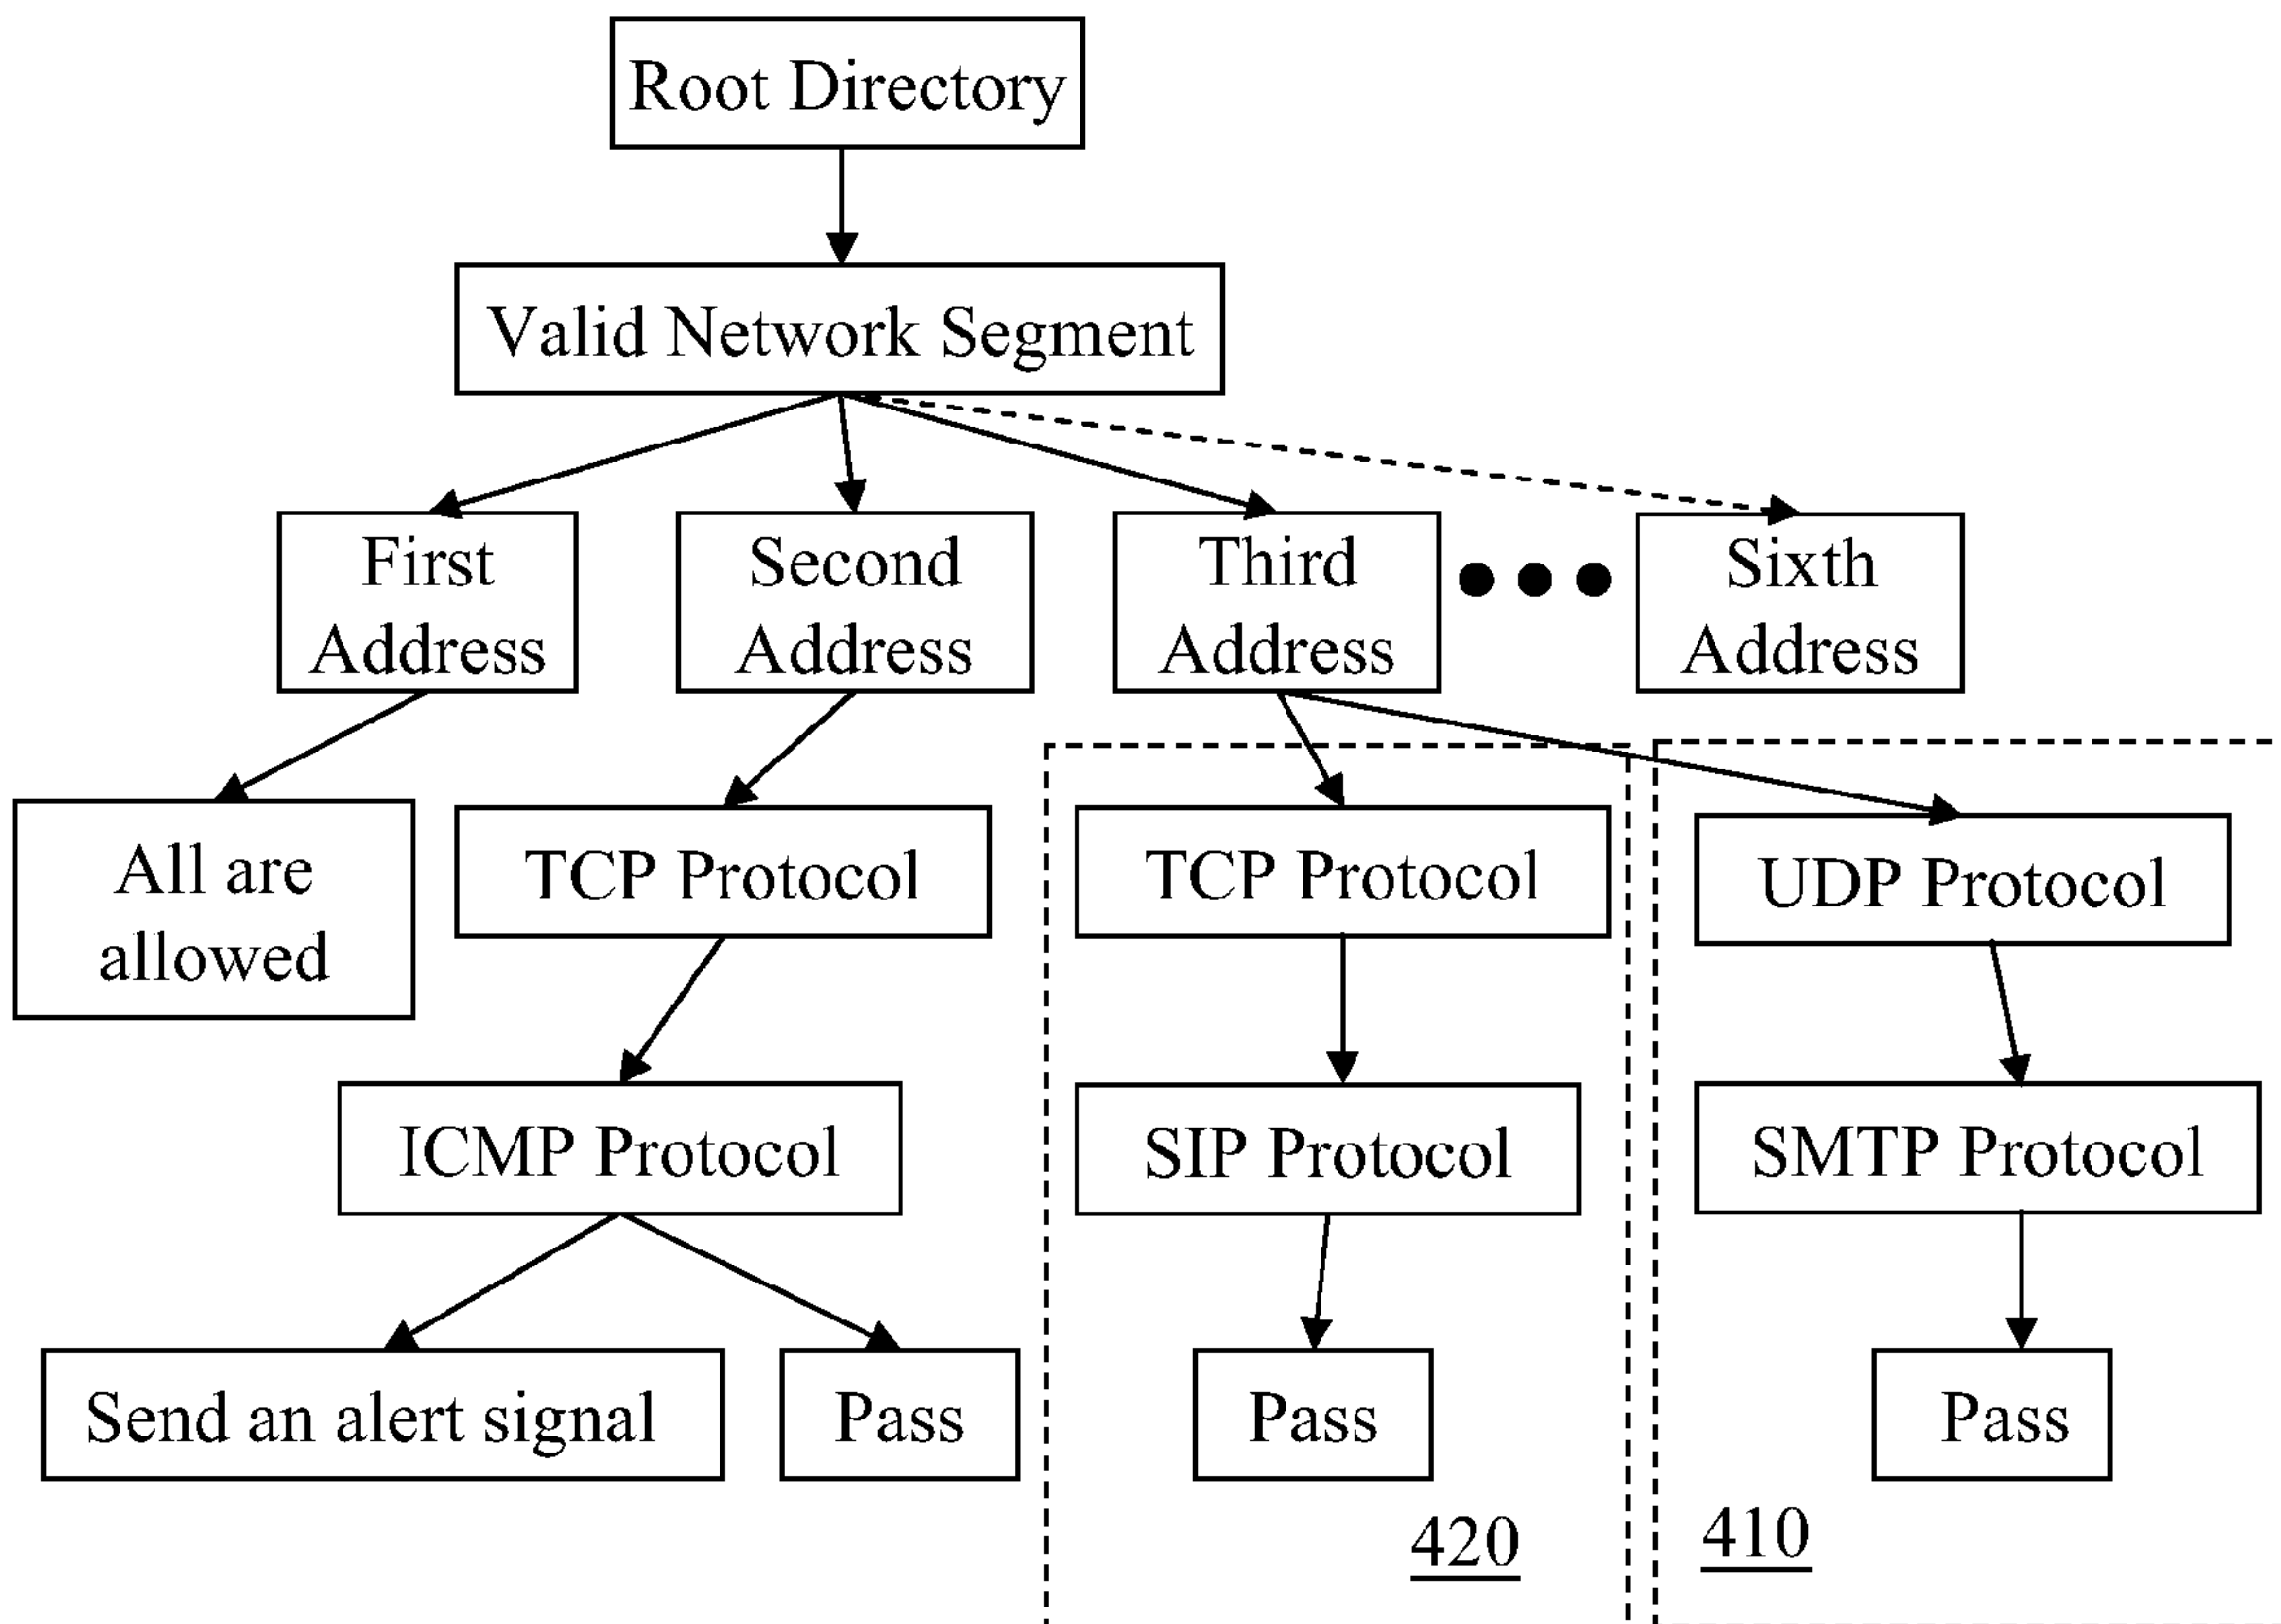 Root Directory
Valid Network Segment
First
Address
Second
Address
Third
Address
Sixth
Address
All are
allowed
TCP Protocol
TCP Protocol
UDP Protocol
ICMP Protocol
SIP Protocol
SMTP Protocol
Send an alert signal
Pass
Pass
Pass
420
410